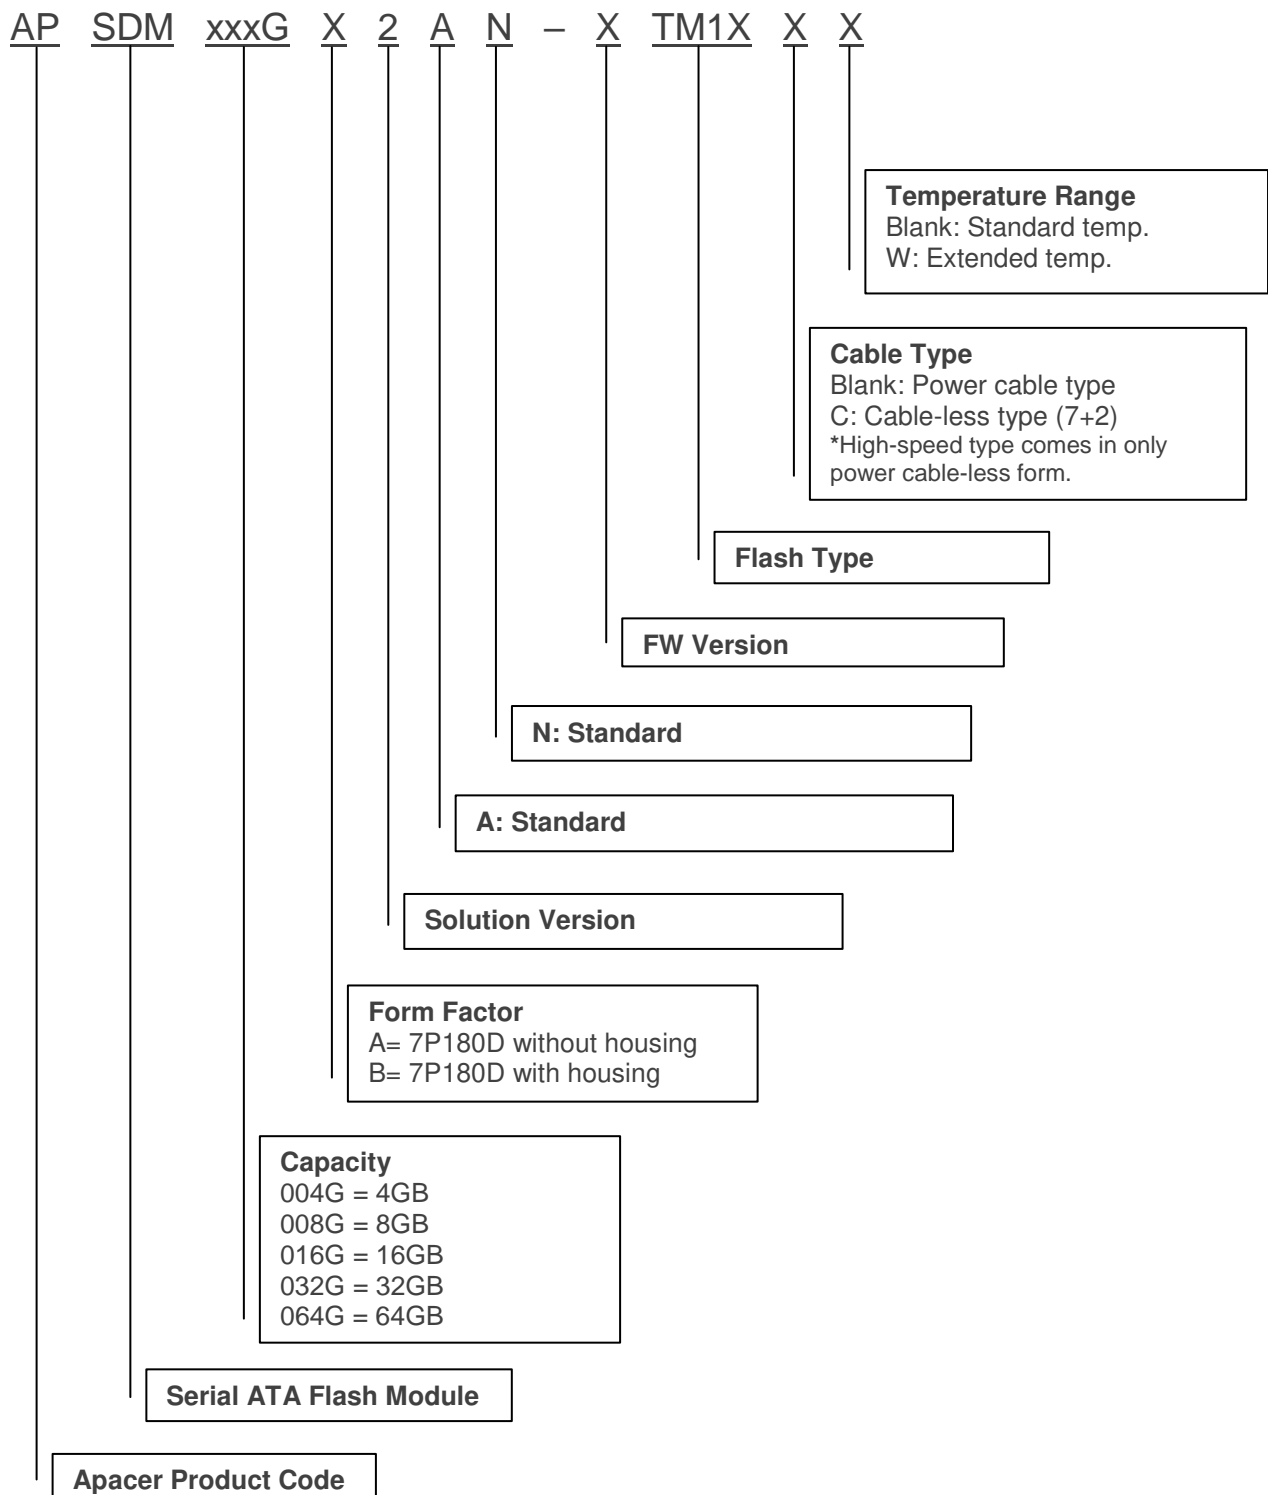 AP SDM xxxG X 2 A N – X TM1X X X
Temperature Range
Blank: Standard temp.
W: Extended temp.
Cable Type
Blank: Power cable type
C: Cable-less type (7+2)
*High-speed type comes in only
power cable-less form.
Flash Type
FW Version
N: Standard
A: Standard
Solution Version
Form Factor
A= 7P180D without housing
B= 7P180D with housing
Capacity
004G = 4GB
008G = 8GB
016G = 16GB
032G = 32GB
064G = 64GB
Serial ATA Flash Module
Apacer Product Code